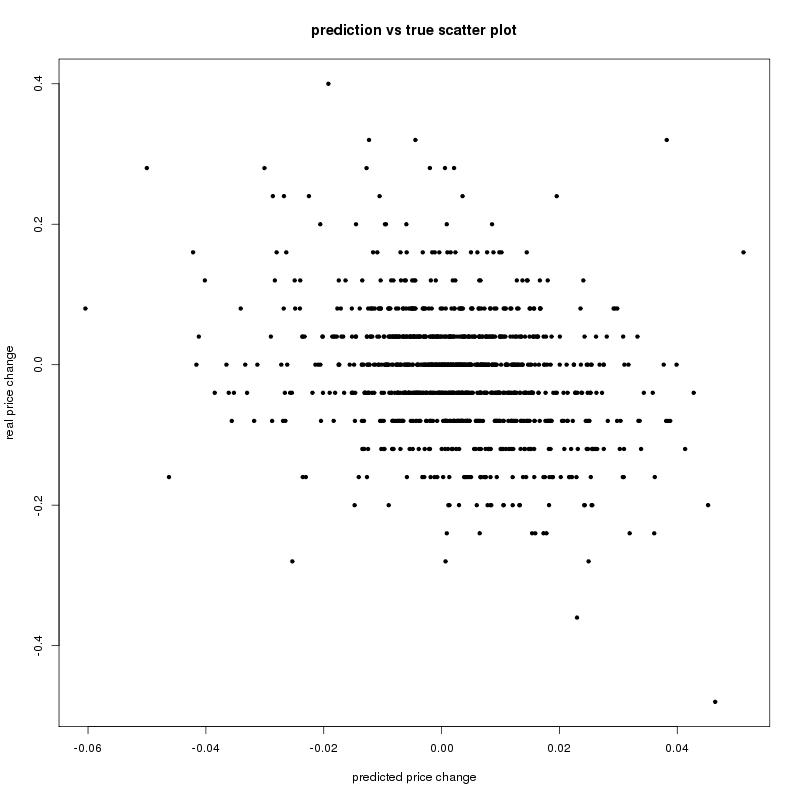 prediction vs true scatter plot
0.4
0.2
0.0
-0.2
-0.4
real price change
-0.06 -0.04 -0.02 0.00 0.02 0.04
predicted price change